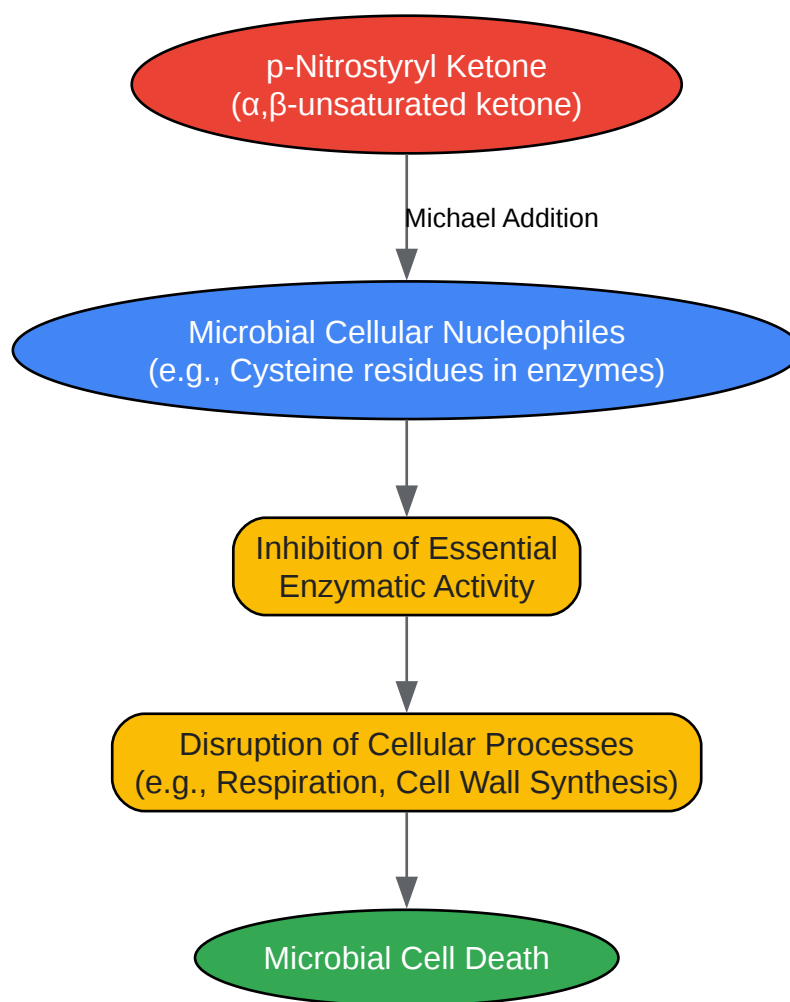 p-Nitrostyryl Ketone
(α,β-unsaturated ketone)
Michael Addition
Microbial Cellular Nucleophiles
(e.g., Cysteine residues in enzymes)
Inhibition of Essential
Enzymatic Activity
Disruption of Cellular Processes
(e.g., Respiration, Cell Wall Synthesis)
Microbial Cell Death